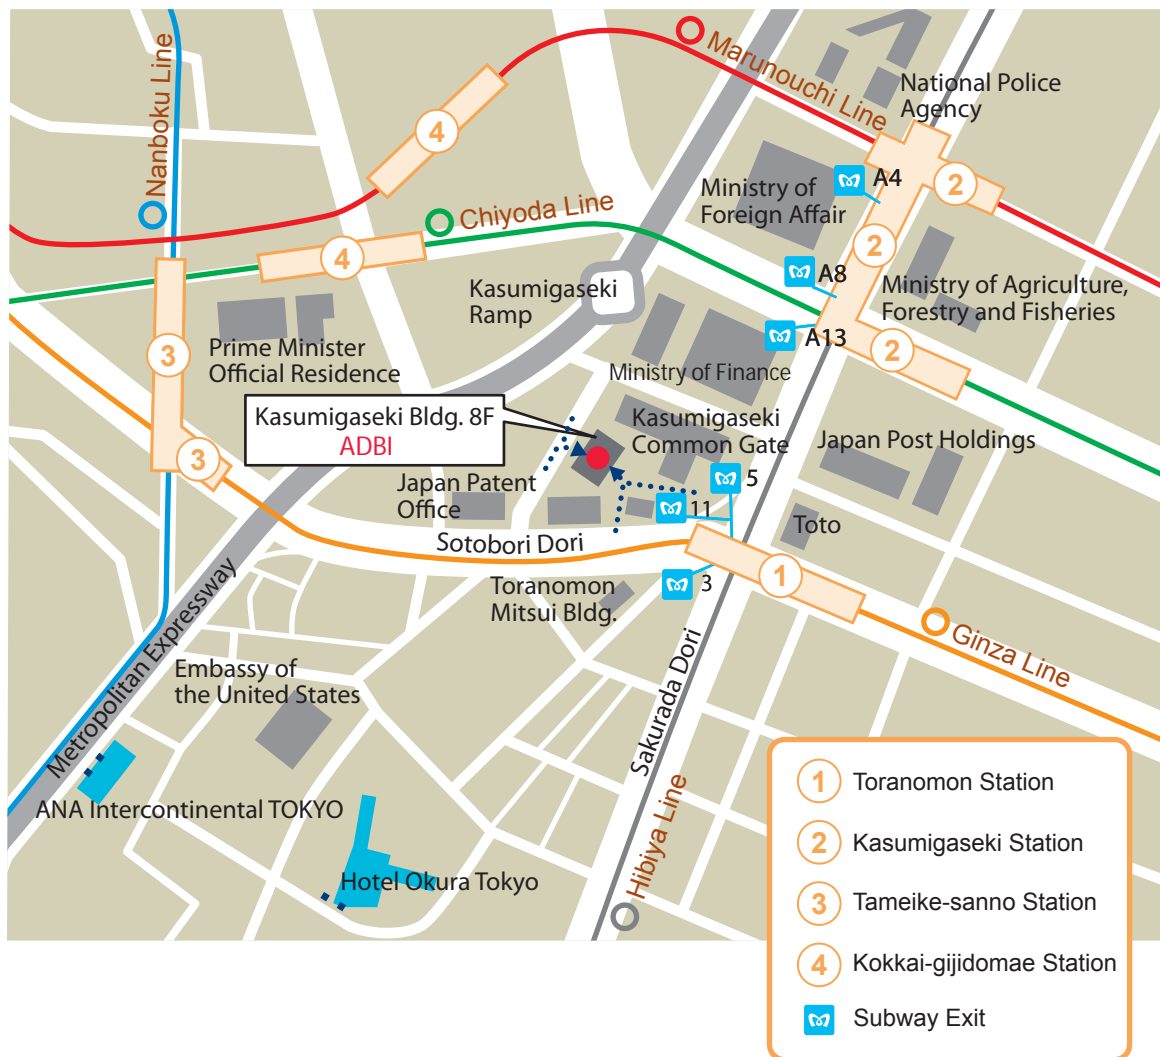 Marunouchi Line
National Police
Agency
Nanboku Line
4
A4
2
Ministry of
Foreign Affair
Chiyoda Line
2
4
A8
Kasumigaseki
Ramp
Ministry of Agriculture,
Forestry and Fisheries
A13
2
3
Prime Minister
Official Residence
Ministry of Finance
Kasumigaseki Bldg. 8F
ADBI
Kasumigaseki
Common Gate
Japan Post Holdings
3
Japan Patent
Office
5
11
Toto
Sotobori Dori
1
3
Toranomon
Mitsui Bldg.
Ginza Line
Metropolitan Expressway
Embassy of
the United States
Sakurada Dori
ANA Intercontinental TOKYO
Hibiya Line
Hotel Okura Tokyo
1 Toranomon Station
2 Kasumigaseki Station
3 Tameike-sanno Station
4 Kokkai-gijidomae Station
Subway Exit